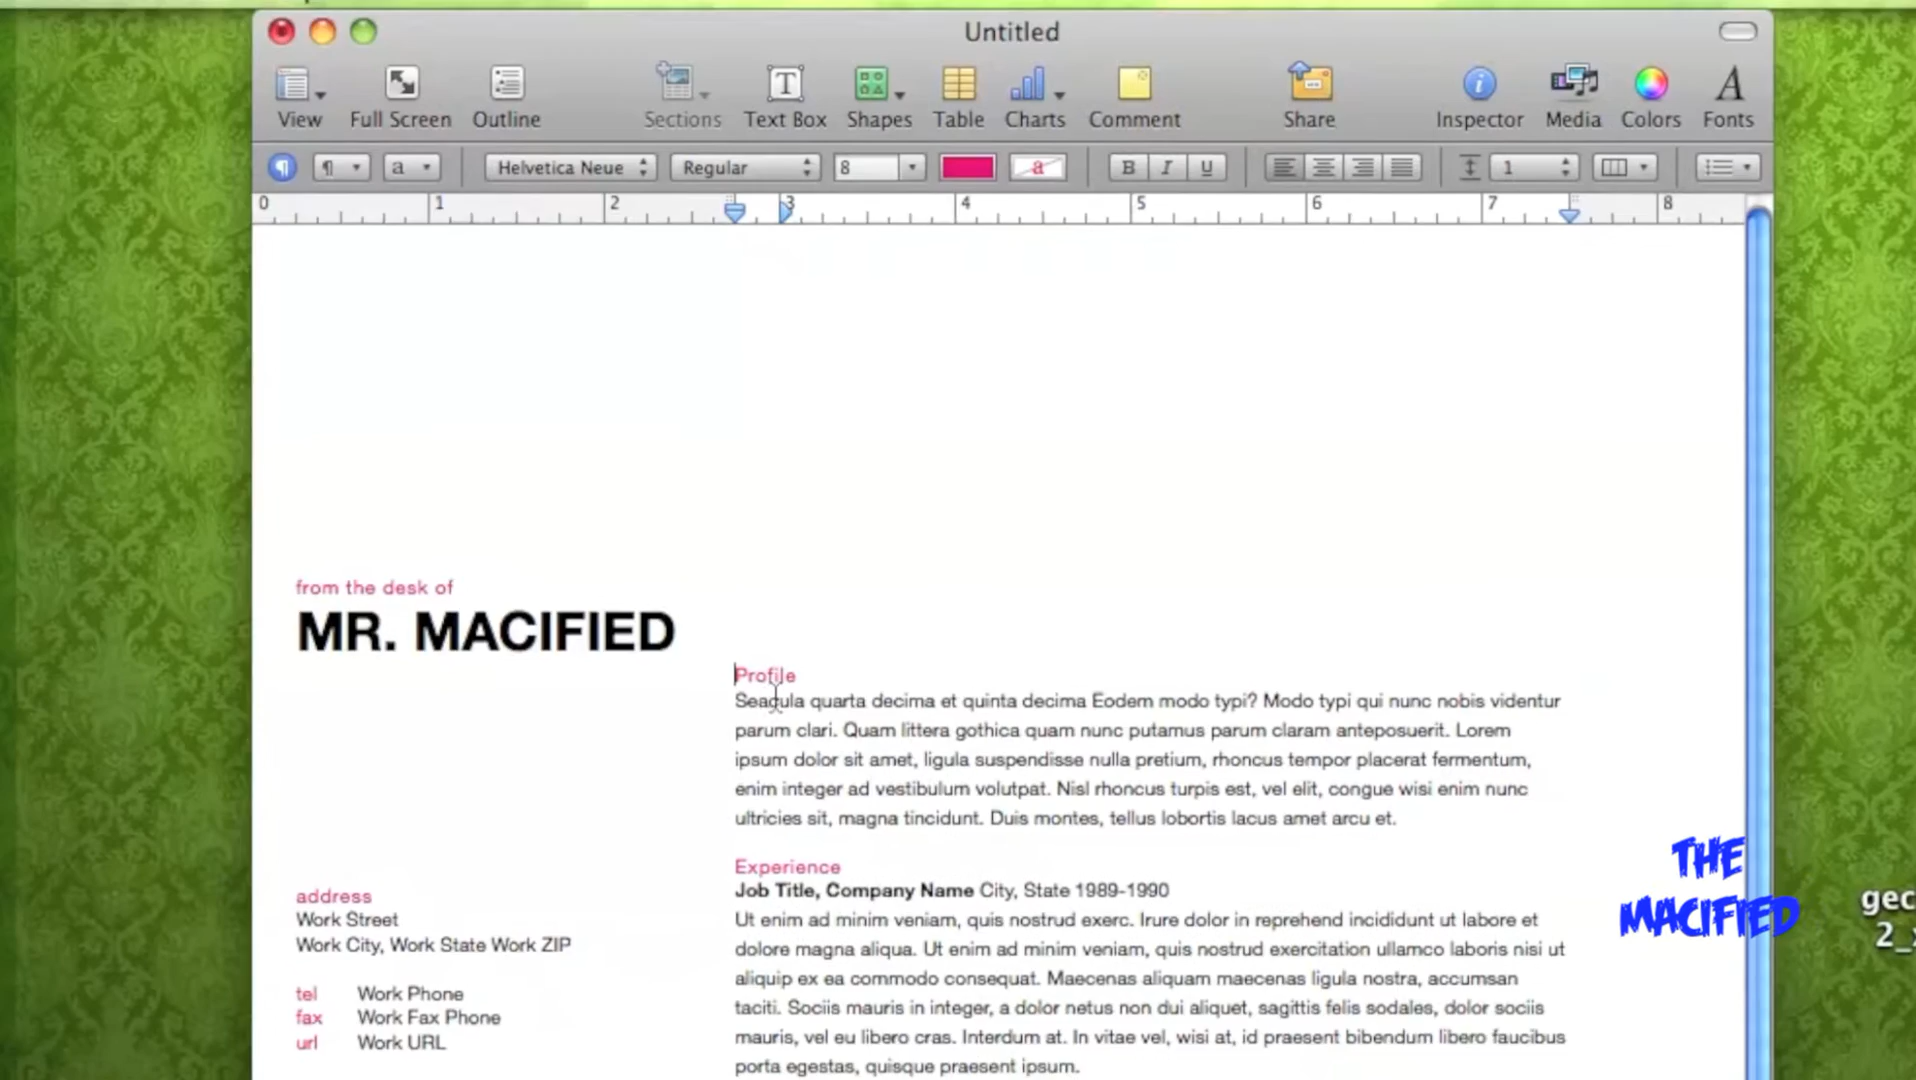 Untitled
View Full Screen Outline Sections Text Box Shapes Table Charts Comment Share Inspector Media Colors Fonts
¶ ¶ a Helvetica Neue Regular 8 a B I U 1
0 1 2 3 4 5 6 7 8
from the desk of
MR. MACIFIED
Profile
Seacula quarta decima et quinta decima Eodem modo typi? Modo typi qui nunc nobis videntur
parum clari. Quam littera gothica quam nunc putamus parum claram anteposuerit. Lorem
ipsum dolor sit amet, ligula suspendisse nulla pretium, rhoncus tempor placerat fermentum,
enim integer ad vestibulum volutpat. Nisl rhoncus turpis est, vel elit, congue wisi enim nunc
ultricies sit, magna tincidunt. Duis montes, tellus lobortis lacus amet arcu et.
Experience
Job Title, Company Name City, State 1989-1990
Ut enim ad minim veniam, quis nostrud exerc. Irure dolor in reprehend incididunt ut labore et
dolore magna aliqua. Ut enim ad minim veniam, quis nostrud exercitation ullamco laboris nisi ut
aliquip ex ea commodo consequat. Maecenas aliquam maecenas ligula nostra, accumsan
taciti. Sociis mauris in integer, a dolor netus non dui aliquet, sagittis felis sodales, dolor sociis
mauris, vel eu libero cras. Interdum at. In vitae vel, wisi at, id praesent bibendum libero faucibus
porta egestas, quisque praesent ipsum.
address
Work Street
Work City, Work State Work ZIP
tel Work Phone
fax Work Fax Phone
url Work URL
THE
MACIFIED
gec